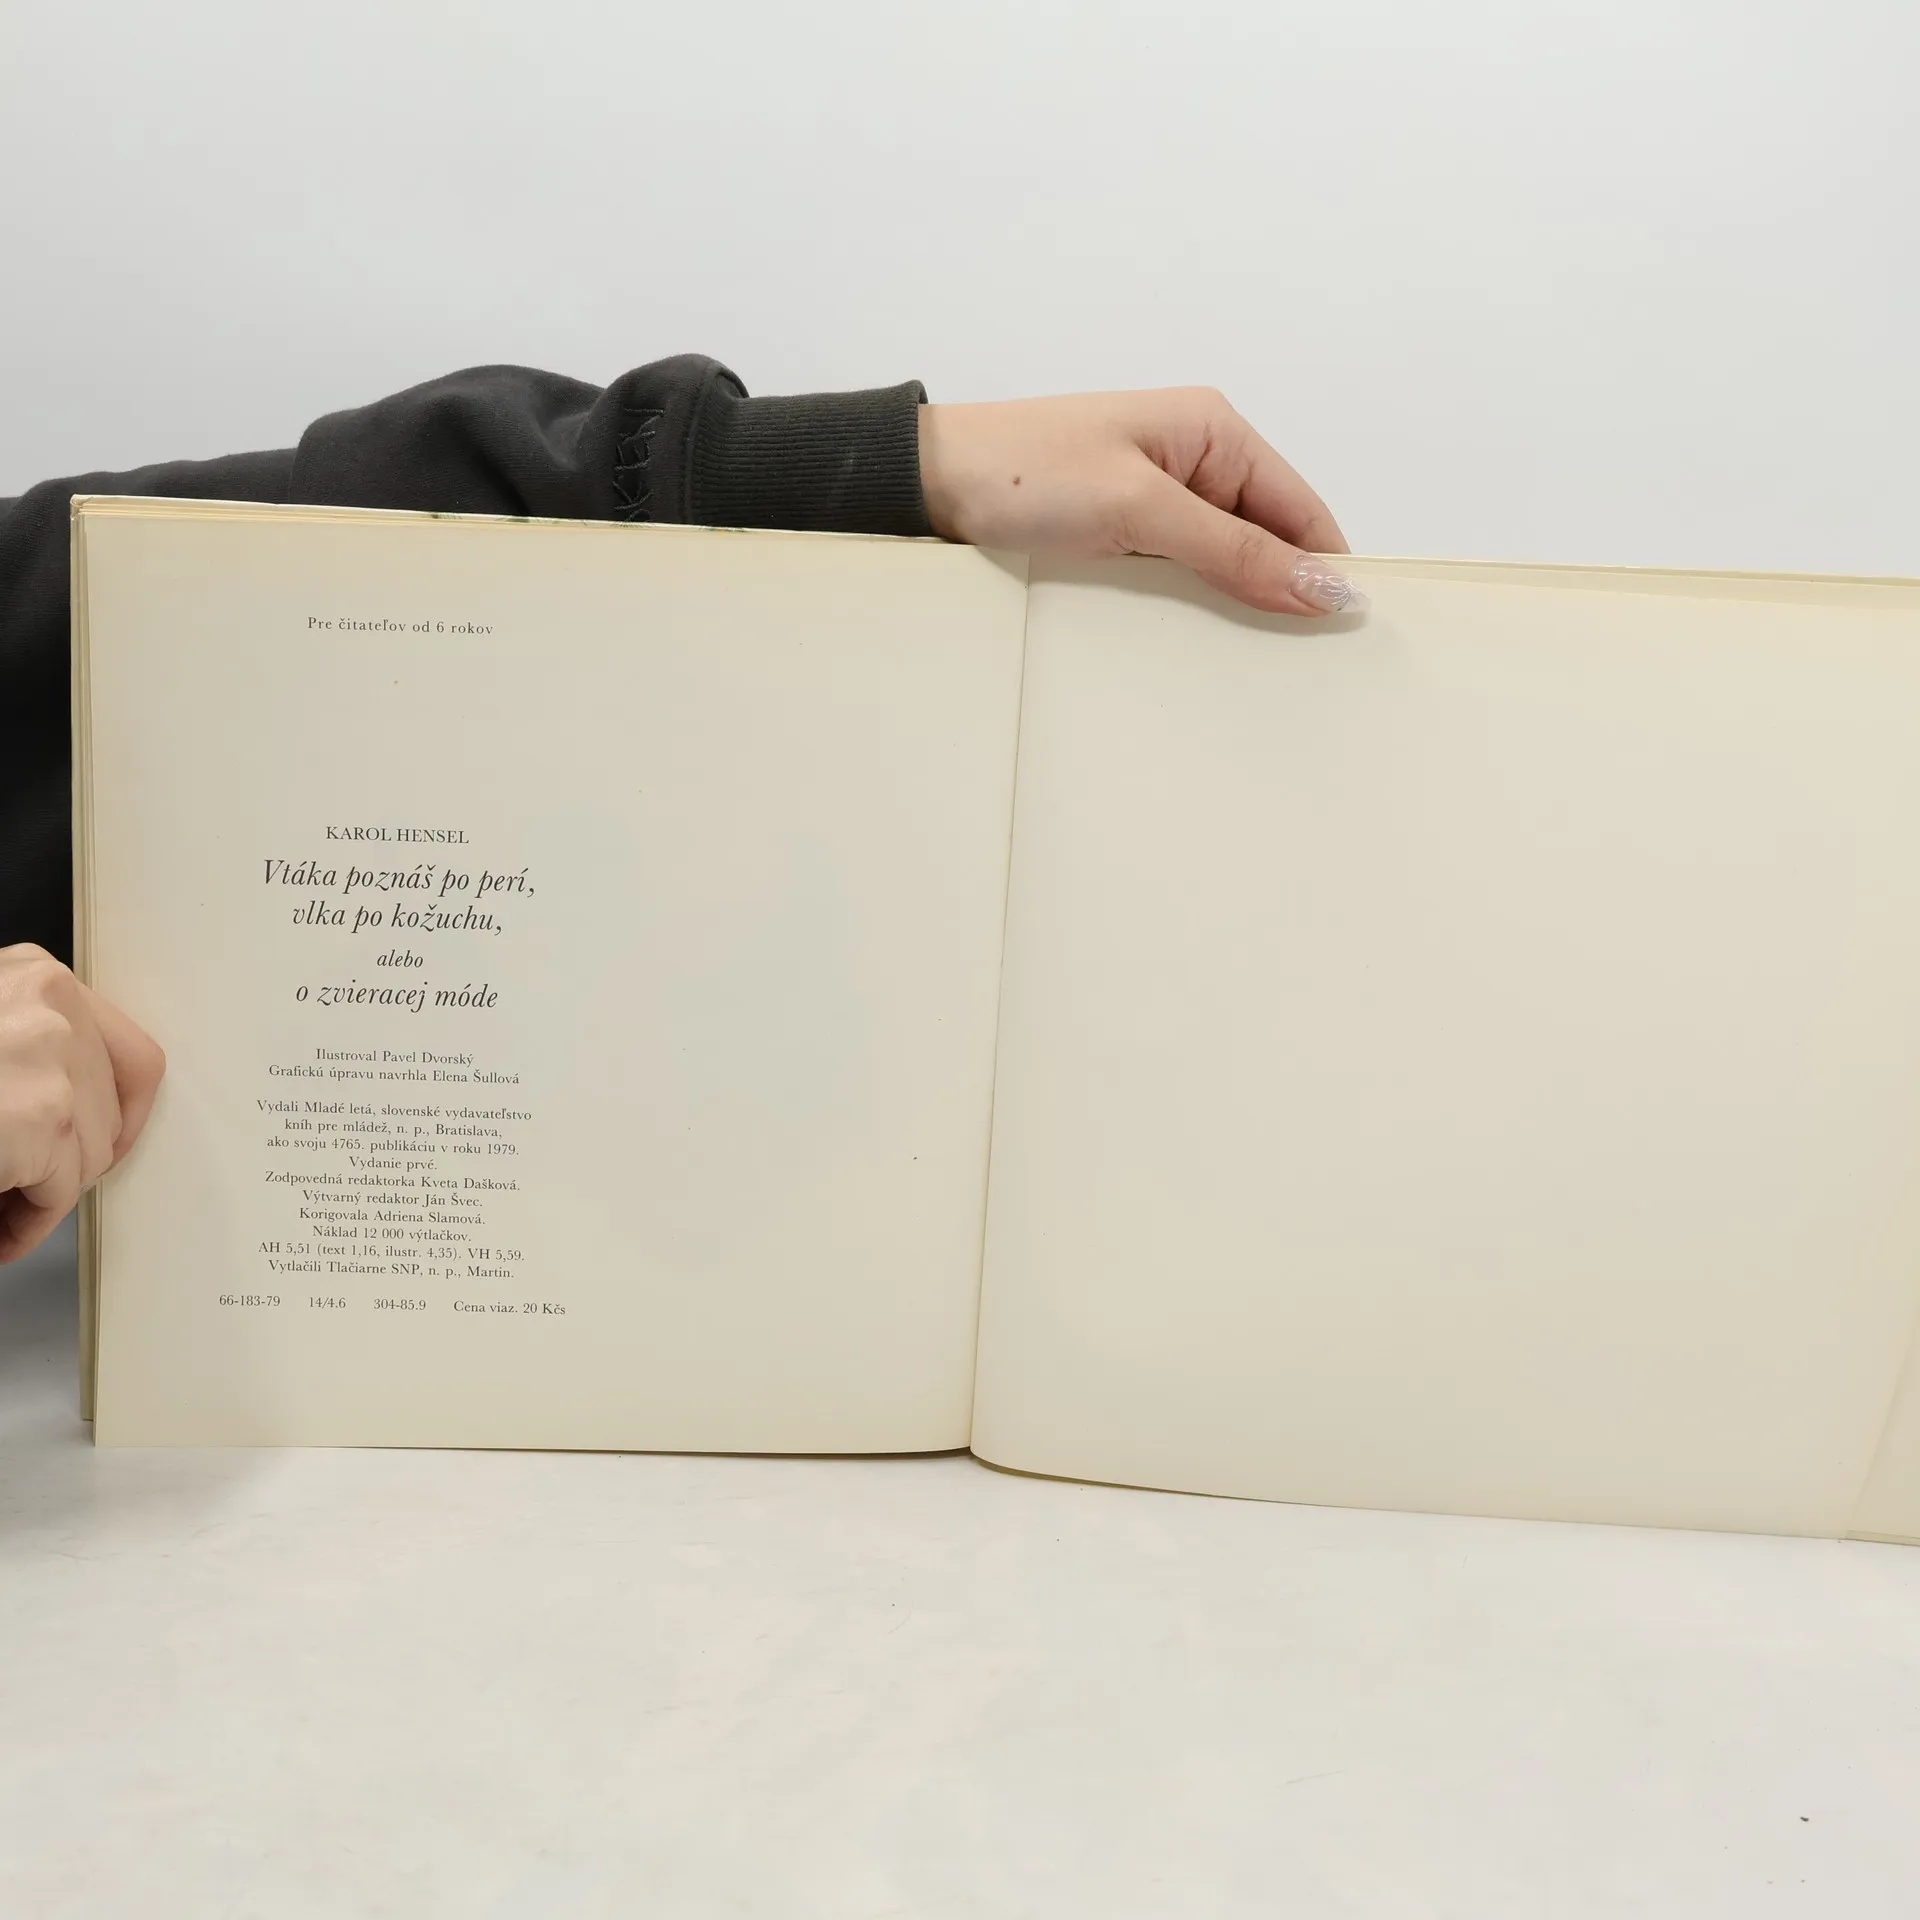 Pre čitateľov od 6 rokov
KAROL HENSEL
Vtáka poznáš po perí,
vlka po kožuchu,
alebo
o zvieracej móde
Ilustroval Pavel Dvorský
Grafickú úpravu navrhla Elena Šullová
Vydali Mladé letá, slovenské vydavateľstvo
kníh pre mládež, n. p., Bratislava,
ako svoju 4765. publikáciu v roku 1979.
Vydanie prvé.
Zodpovedná redaktorka Kveta Dašková.
Výtvarný redaktor Ján Švec.
Korigovala Adriena Slamová.
Náklad 12 000 výtlačkov.
AH 5,51 (text 1,16, ilustr. 4,35). VH 5,59.
Vytlačili Tlačiarne SNP, n. p., Martin.
66-183-79 14/4.6 304-85.9 Cena viaz. 20 Kčs